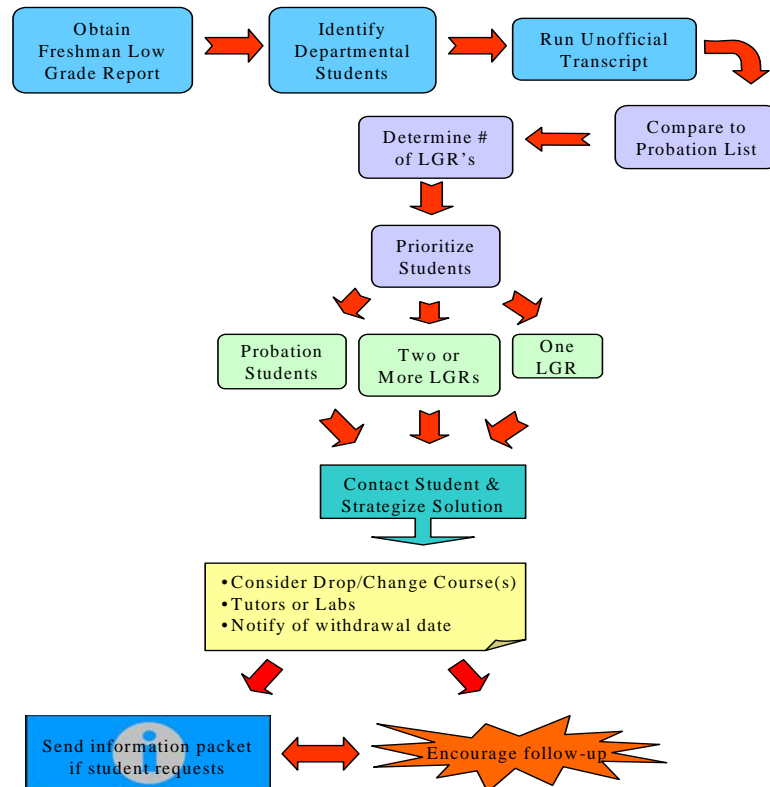 Obtain
Freshman Low
Grade Report
Identify
Departmental
Students
Run Unofficial
Transcript
Compare to
Probation List
Determine #
of LGR's
Prioritize
Students
Probation
Students
Two or
More LGRs
One
LGR
Contact Student &
Strategize Solution
• Consider Drop/Change Course(s)
• Tutors or Labs
• Notify of withdrawal date
Send information packet
if student requests
Encourage follow-up